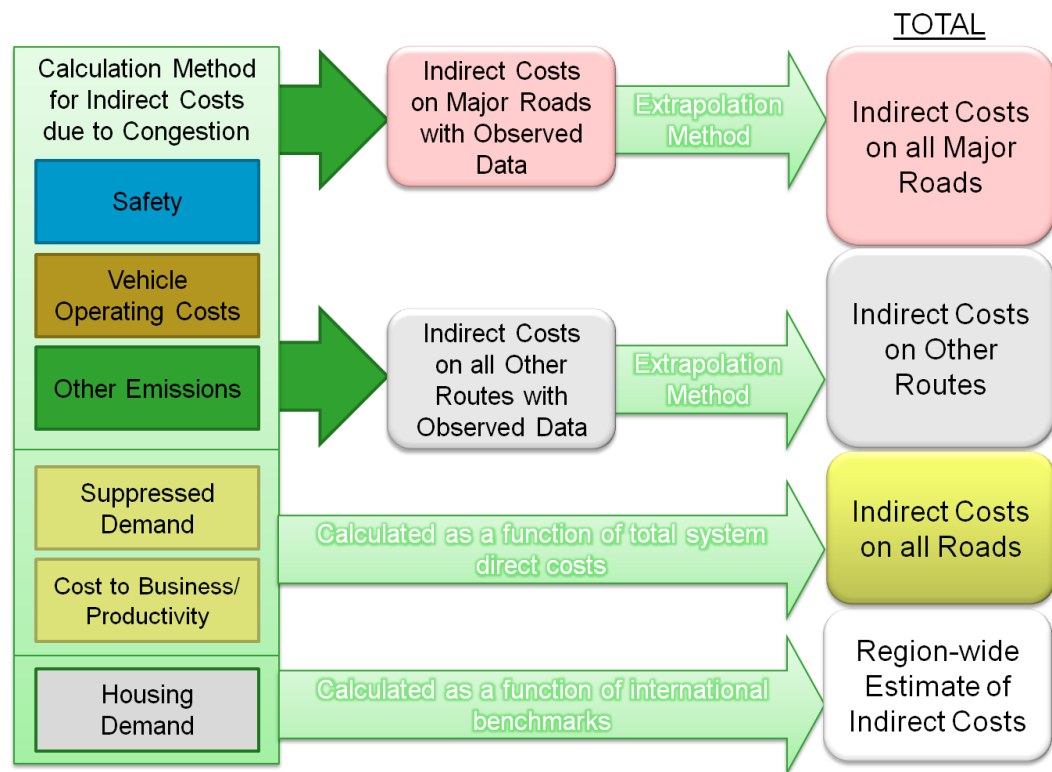 TOTAL
Calculation Method
for Indirect Costs
due to Congestion
Safety
Vehicle
Operating Costs
Other Emissions
Suppressed
Demand
Cost to Business/
Productivity
Housing
Demand
Indirect Costs
on Major Roads
with Observed
Data
Extrapolation
Method
Indirect Costs
on all Major
Roads
Indirect Costs
on all Other
Routes with
Observed Data
Extrapolation
Method
Indirect Costs
on Other
Routes
Calculated as a function of total system
direct costs
Indirect Costs
on all Roads
Calculated as a function of international
benchmarks
Region-wide
Estimate of
Indirect Costs